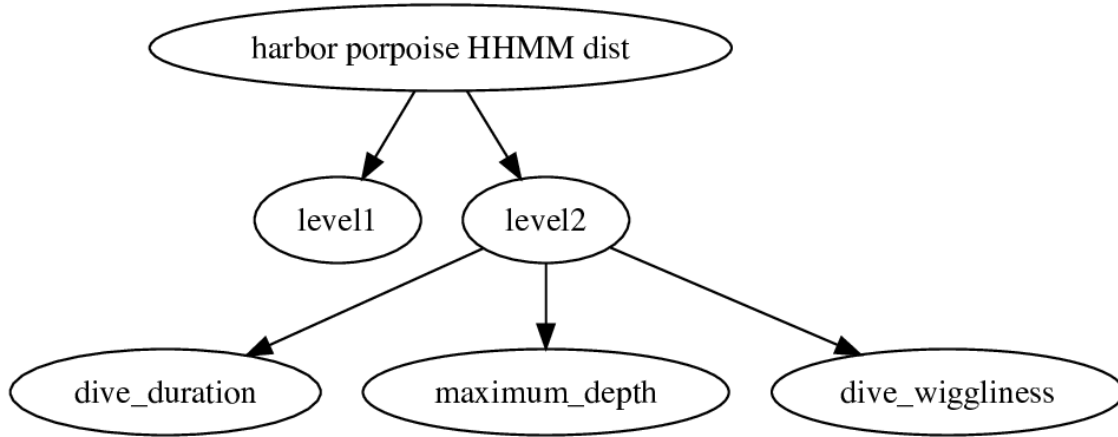 harbor porpoise HHMM dist
level1
level2
dive_duration
maximum_depth
dive_wiggliness